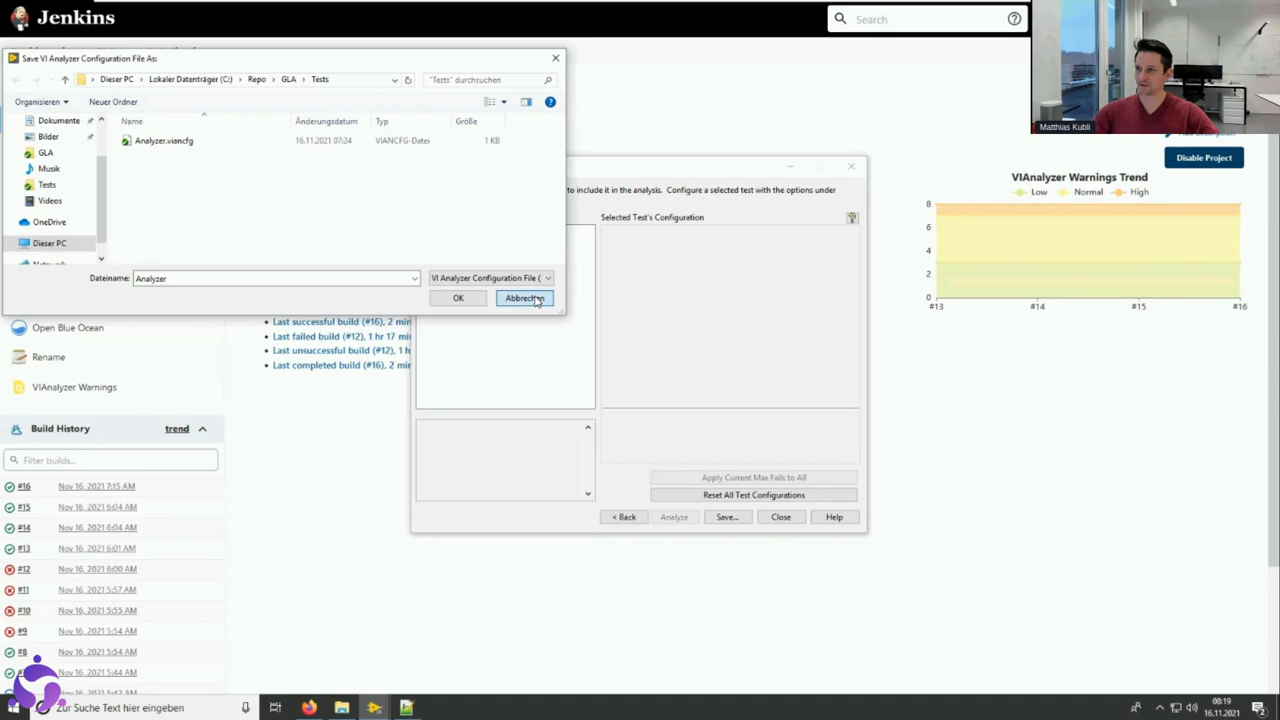 Jenkins
Search
Matthias Kubli
Save VI Analyzer Configuration File As:
Dieser PC
Lokaler Datenträger (C:)
Repo
GLA
Tests
"Tests" durchsuchen
Organisieren
Neuer Ordner
Dokumente
Bilder
GLA
Musik
Tests
Videos
OneDrive
Dieser PC
Name
Änderungsdatum
Typ
Größe
Analyzer.viancfg
16.11.2021 07:24
VIANCFG-Datei
1 KB
Dateiname:
Analyzer
VI Analyzer Configuration File (
OK
Abbrechen
to include it in the analysis. Configure a selected test with the options under
Selected Test's Configuration
Apply Current Max Fails to All
Reset All Test Configurations
< Back
Analyze
Save...
Close
Help
Disable Project
VIAnalyzer Warnings Trend
Low
Normal
High
8
6
4
2
0
#13
#14
#15
#16
Open Blue Ocean
Rename
VIAnalyzer Warnings
Last successful build (#16), 2 min
Last failed build (#12), 1 hr 17 min
Last unsuccessful build (#12), 1 h
Last completed build (#16), 2 min
Build History
trend
Filter builds...
#16 Nov 16, 2021 7:15 AM
#15 Nov 16, 2021 6:04 AM
#14 Nov 16, 2021 6:04 AM
#13 Nov 16, 2021 6:01 AM
#12 Nov 16, 2021 6:00 AM
#11 Nov 16, 2021 5:57 AM
#10 Nov 16, 2021 5:55 AM
#9 Nov 16, 2021 5:54 AM
#8 Nov 16, 2021 5:54 AM
Nov 16, 2021 5:44 AM
Zur Suche Text hier eingeben
08:19
16.11.2021
2